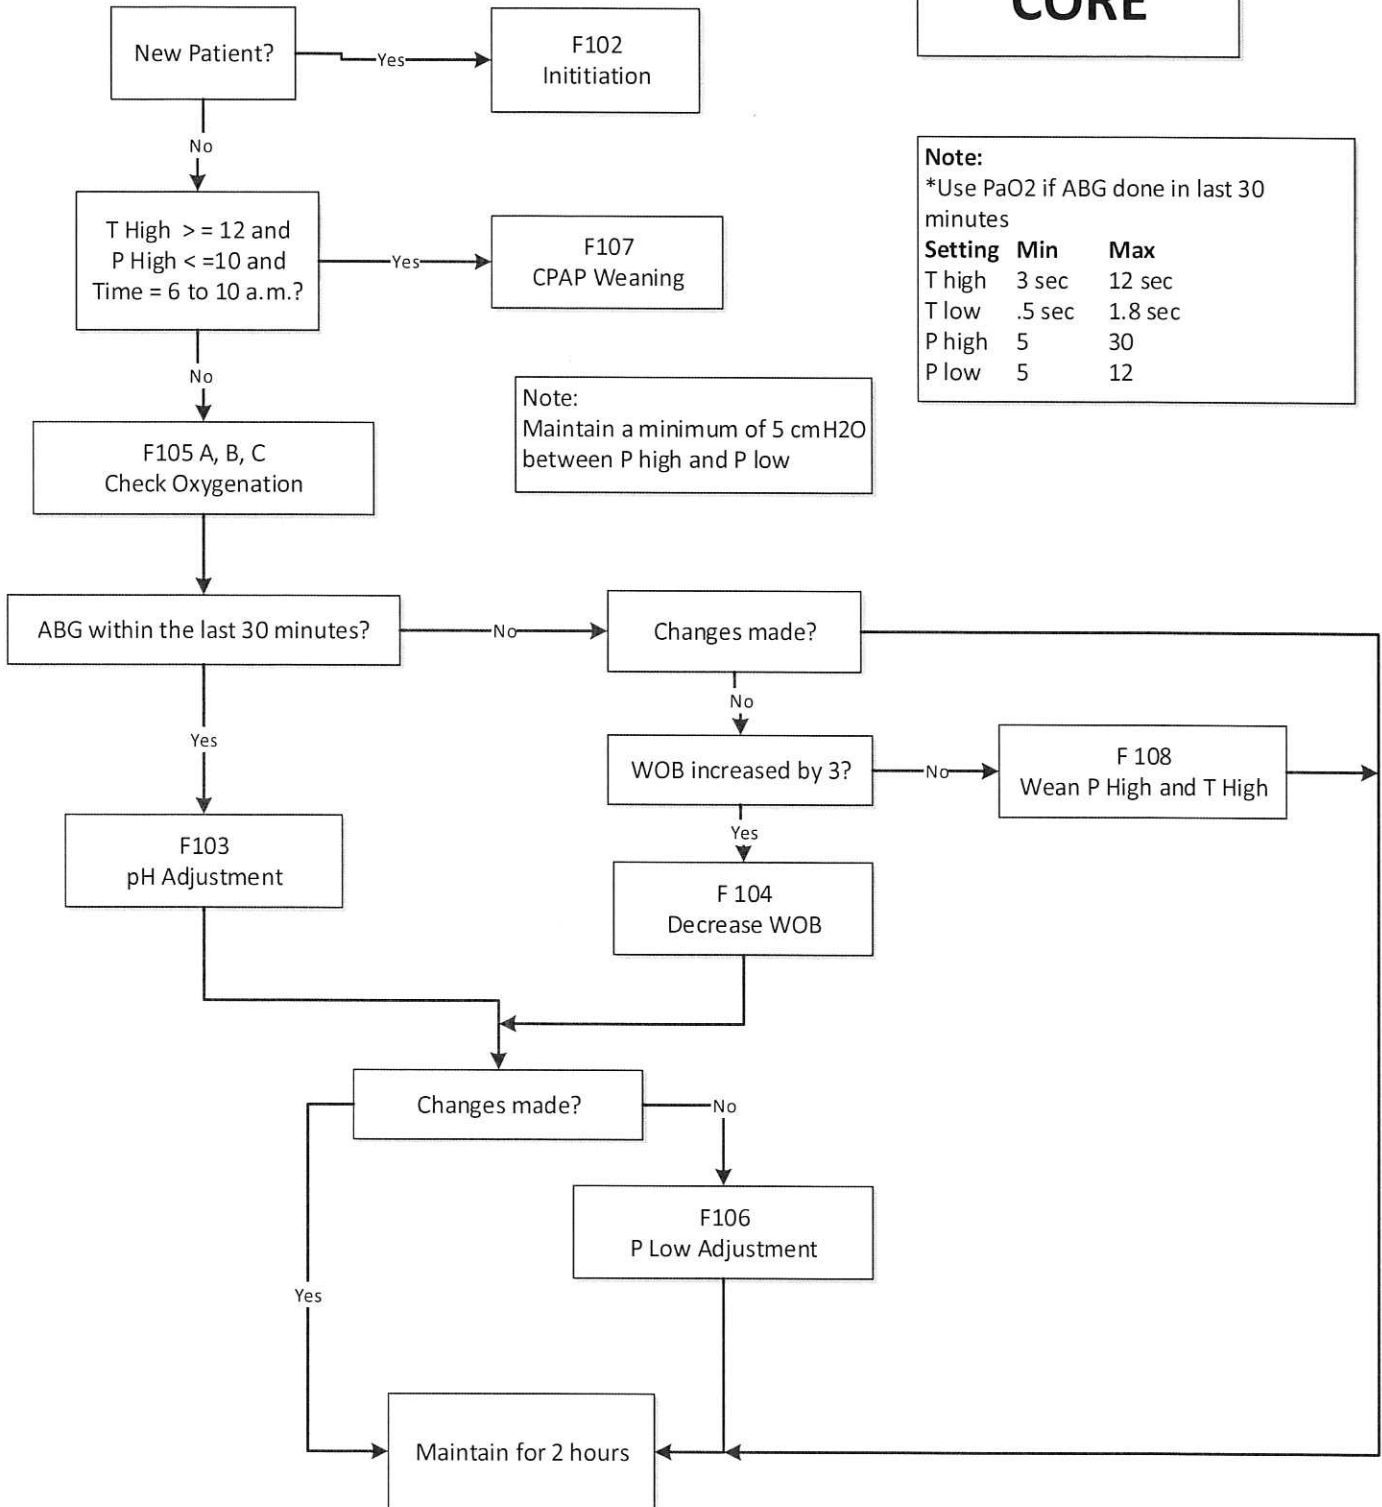 CORE
New Patient?
Yes
F102
Inititiation
No
Note:
*Use PaO2 if ABG done in last 30
minutes
Setting Min Max
T high 3 sec 12 sec
T low .5 sec 1.8 sec
P high 5 30
P low 5 12
T High > = 12 and
P High < =10 and
Time = 6 to 10 a.m.?
Yes
F107
CPAP Weaning
No
Note:
Maintain a minimum of 5 cmH2O
between P high and P low
F105 A, B, C
Check Oxygenation
ABG within the last 30 minutes?
No
Changes made?
No
Yes
WOB increased by 3?
No
F 108
Wean P High and T High
Yes
F103
pH Adjustment
F 104
Decrease WOB
Changes made?
No
F106
P Low Adjustment
Yes
Maintain for 2 hours